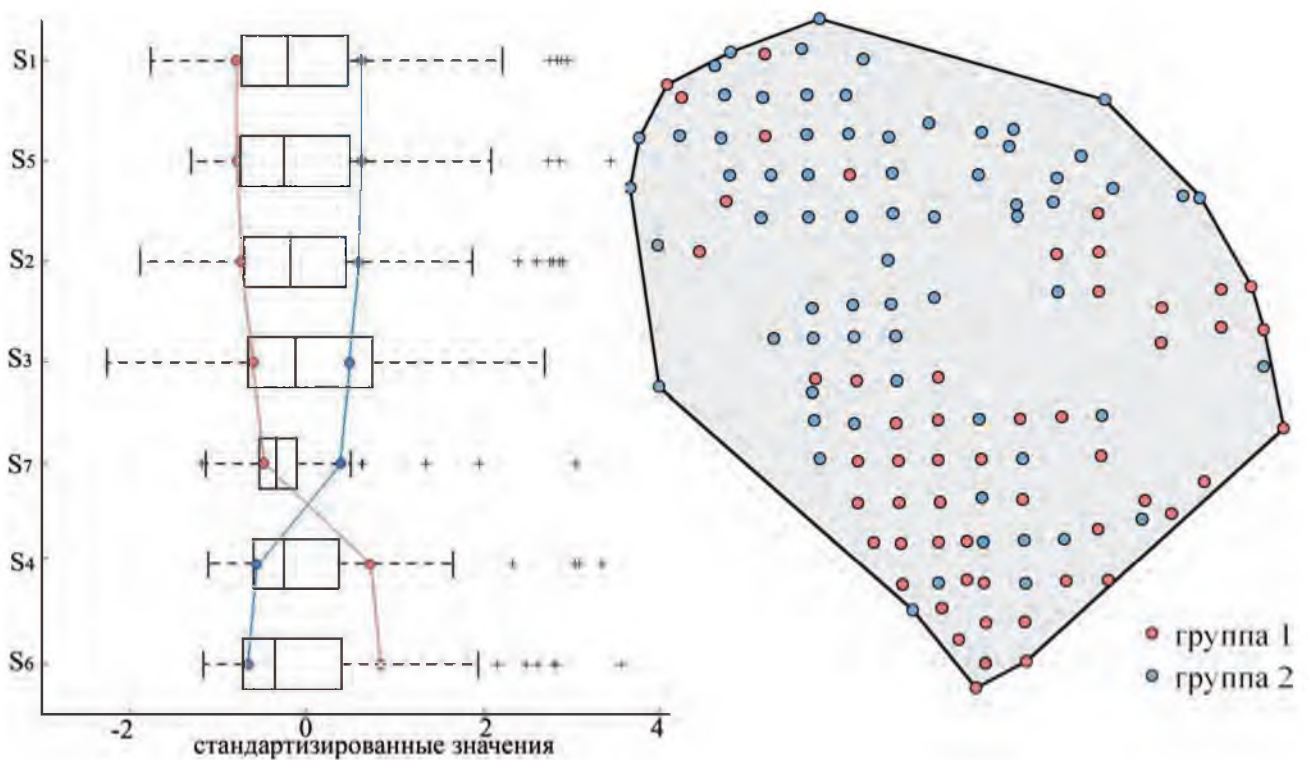 S1
S5
S2
S3
S7
S4
S6
-2 0 2 4
стандартизированные значения
группа 1
группа 2